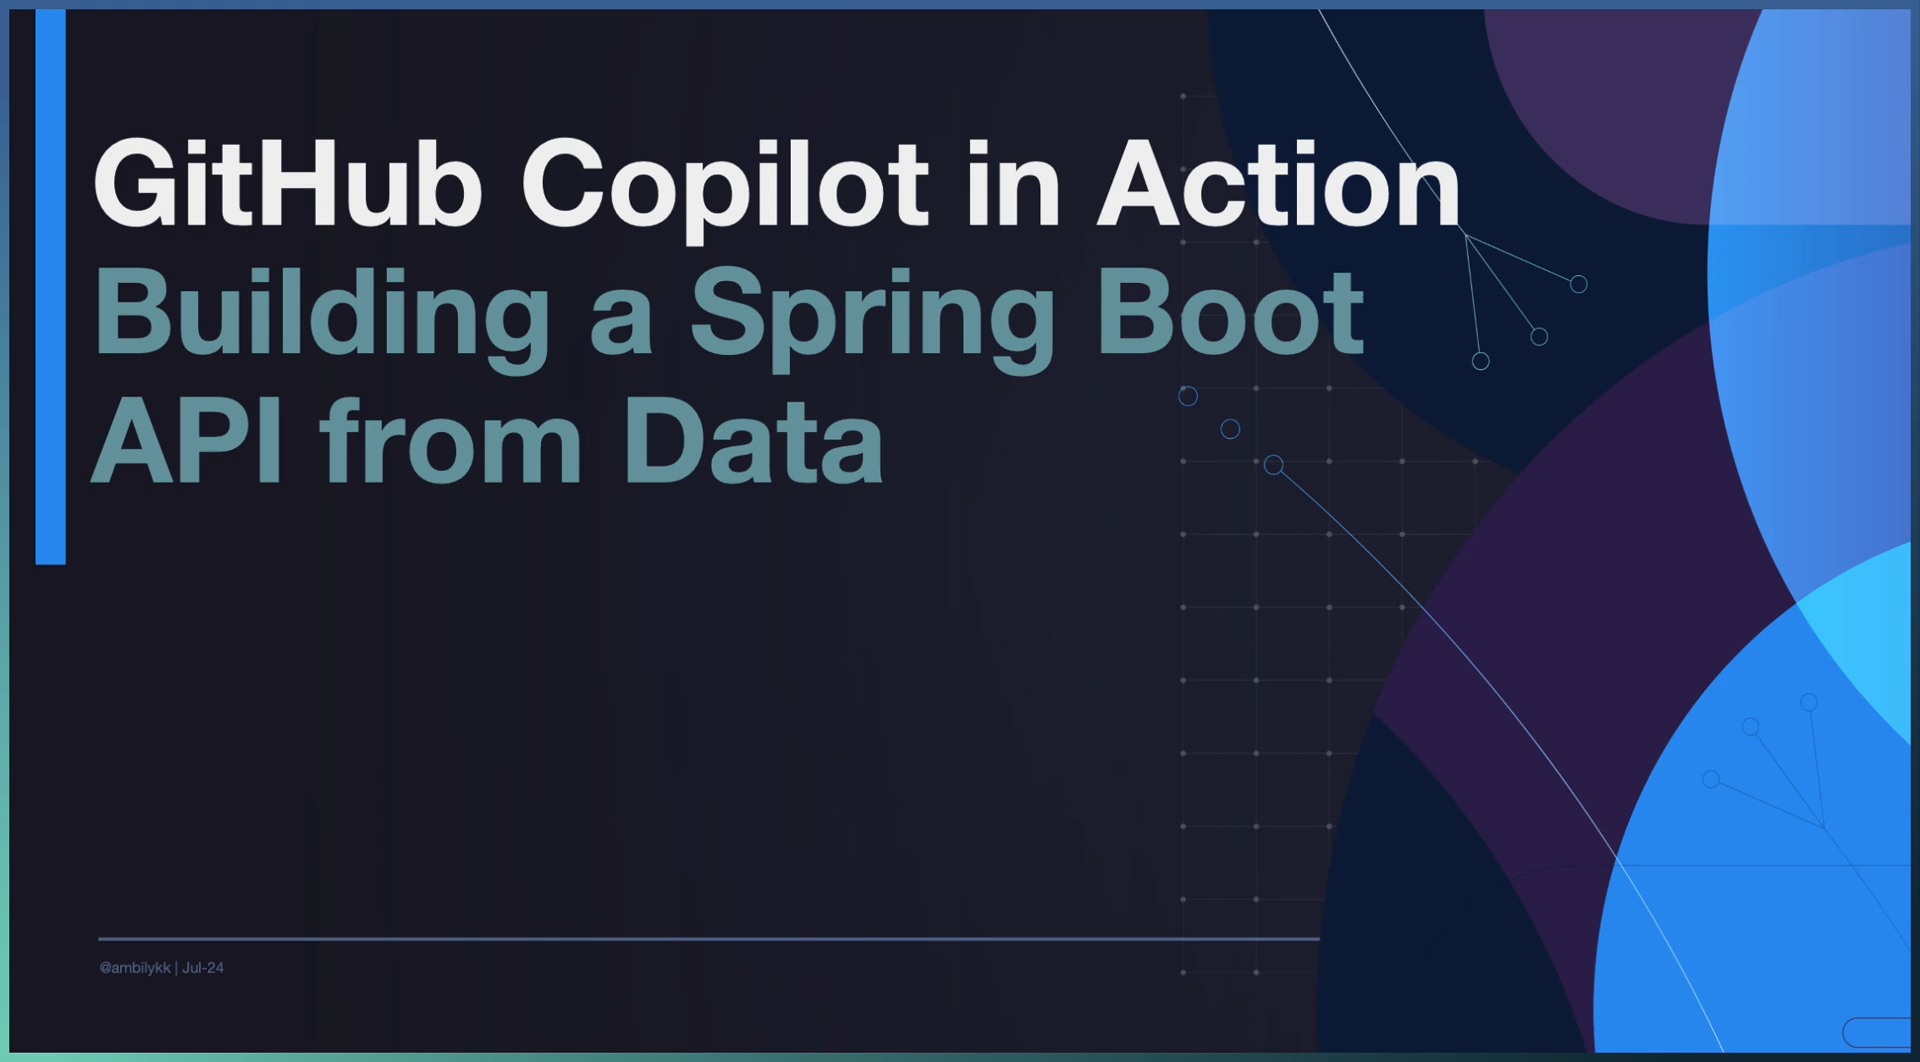 GitHub Copilot in Action
Building a Spring Boot
API from Data
@ambilykk | Jul-24